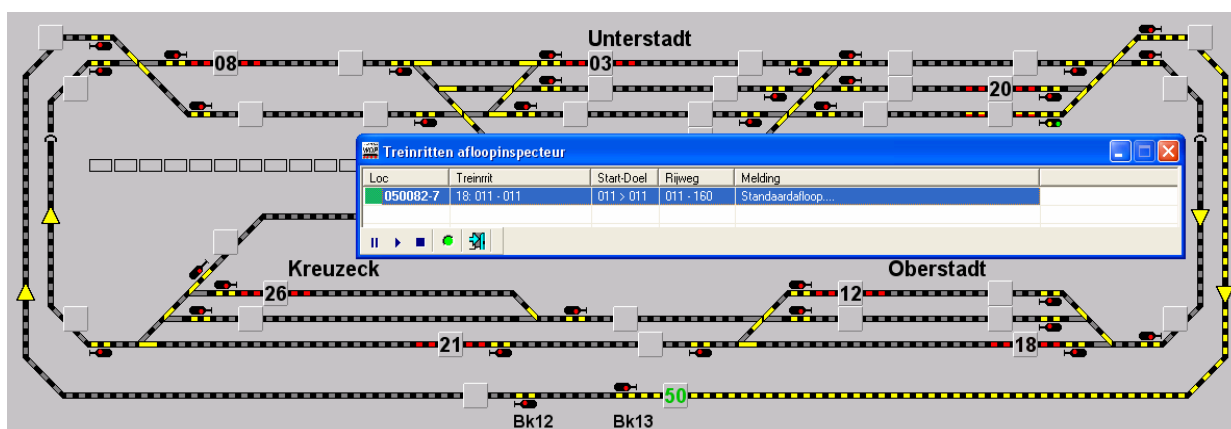 Unterstadt
08
03
20
Treinritten afloopinspecteur
Loc Treinrit Start-Doel Rijweg Melding
050082-7 18: 011 - 011 011 > 011 011 - 160 Standaardafloop....
Kreuzeck
Oberstadt
26
12
21
18
50
Bk12
Bk13